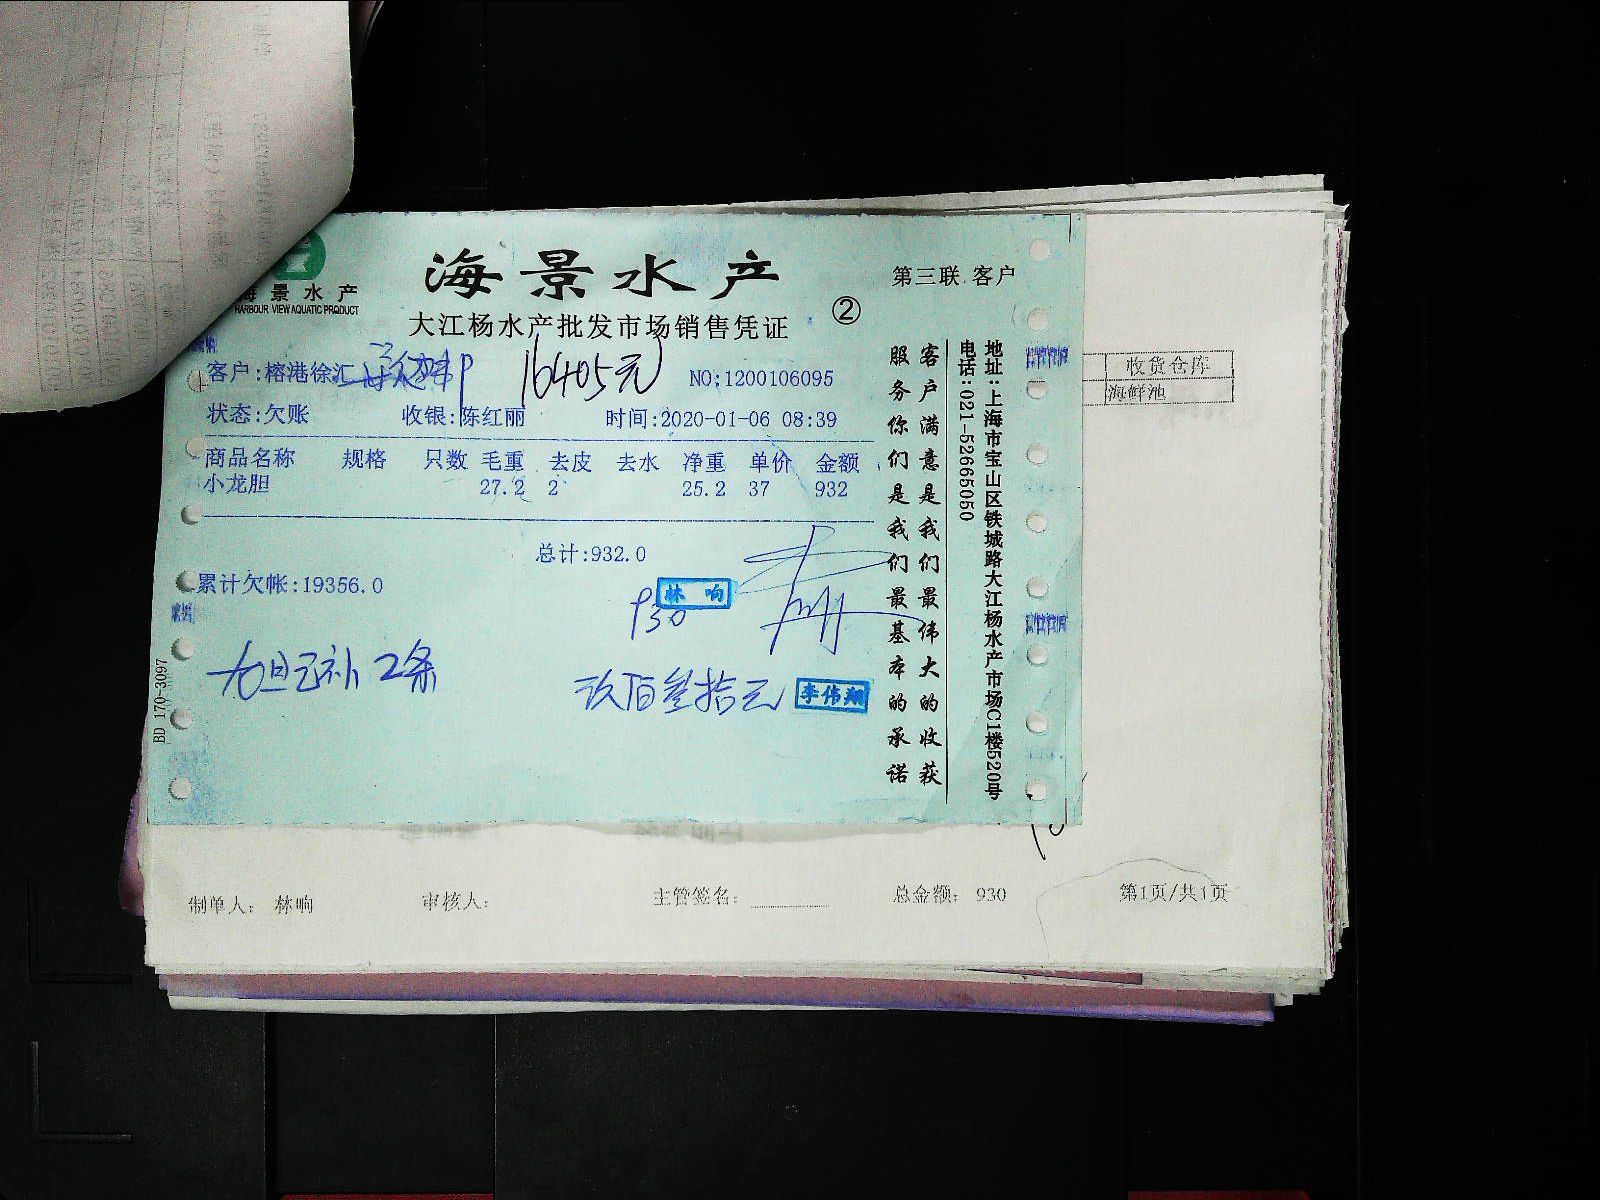 海景水产
HARBOUR VIEW AQUATIC PRODUCT
海景水产
大江杨水产批发市场销售凭证
②
第三联 客户
客户:榕港徐汇
16405元
NO;1200106095
状态:欠账 收银:陈红丽 时间:2020-01-06 08:39
商品名称 规格 只数 毛重 去皮 去水 净重 单价 金额
小龙胆 27.2 2 25.2 37 932
总计:932.0
累计欠帐:19356.0
林响
930
2条
玖佰叁拾元
李伟翔
BD 170-3097
客户满意是我们最伟大的收获
服务你们是我们最基本的承诺
地址:上海市宝山区铁城路大江杨水产市场C1楼520号
电话:021-52665050
收货仓库
海鲜池
制单人: 林响 审核人: 主管签名: 总金额: 930 第1页/共1页